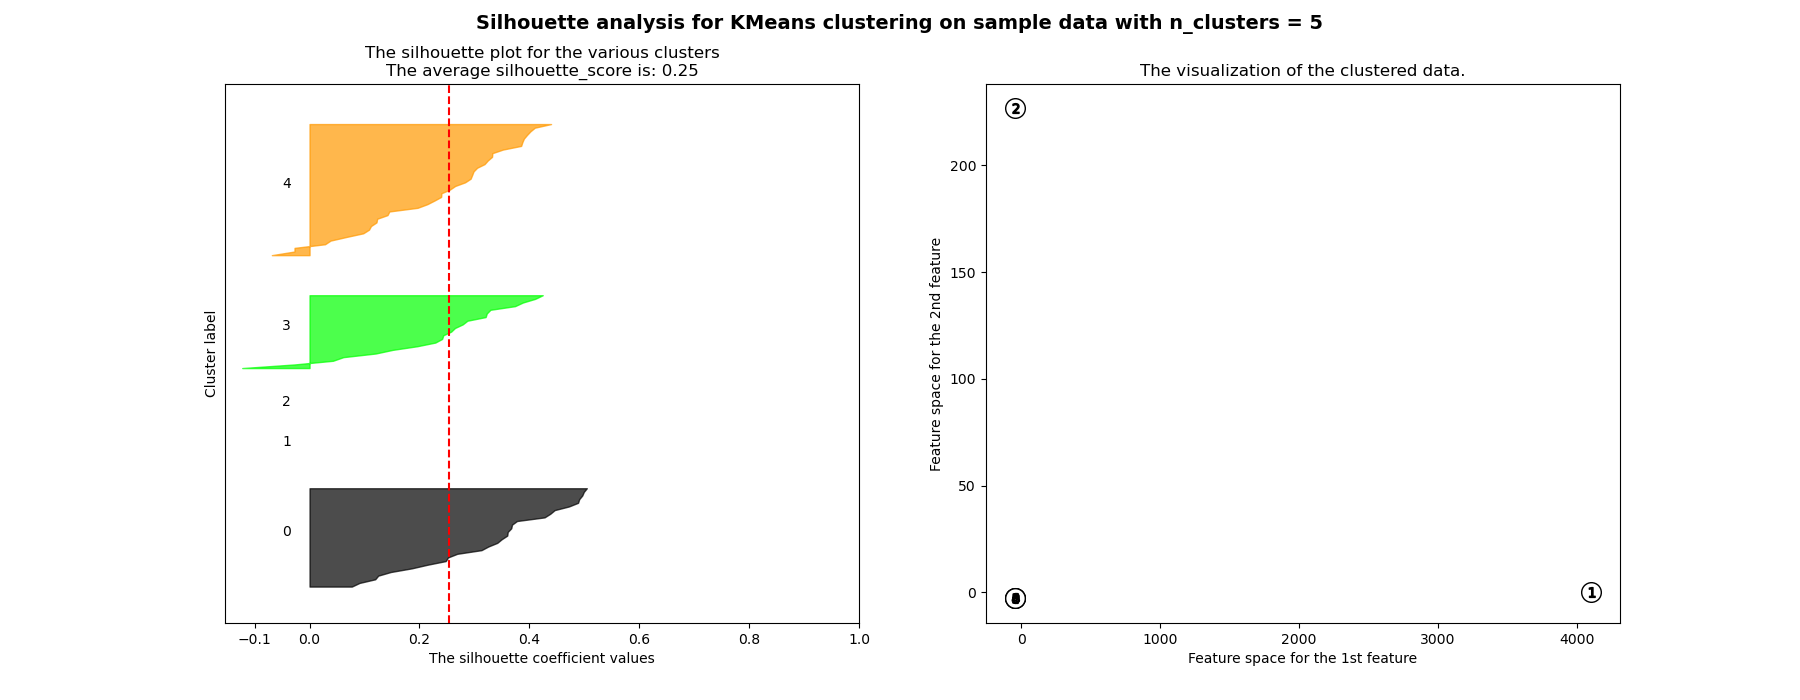 Silhouette analysis for KMeans clustering on sample data with n_clusters = 5
The silhouette plot for the various clusters
The average silhouette_score is: 0.25
4
3
2
1
0
Cluster label
−0.1 0.0 0.2 0.4 0.6 0.8 1.0
The silhouette coefficient values
The visualization of the clustered data.
2
1
200
150
100
50
0
Feature space for the 2nd feature
0 1000 2000 3000 4000
Feature space for the 1st feature